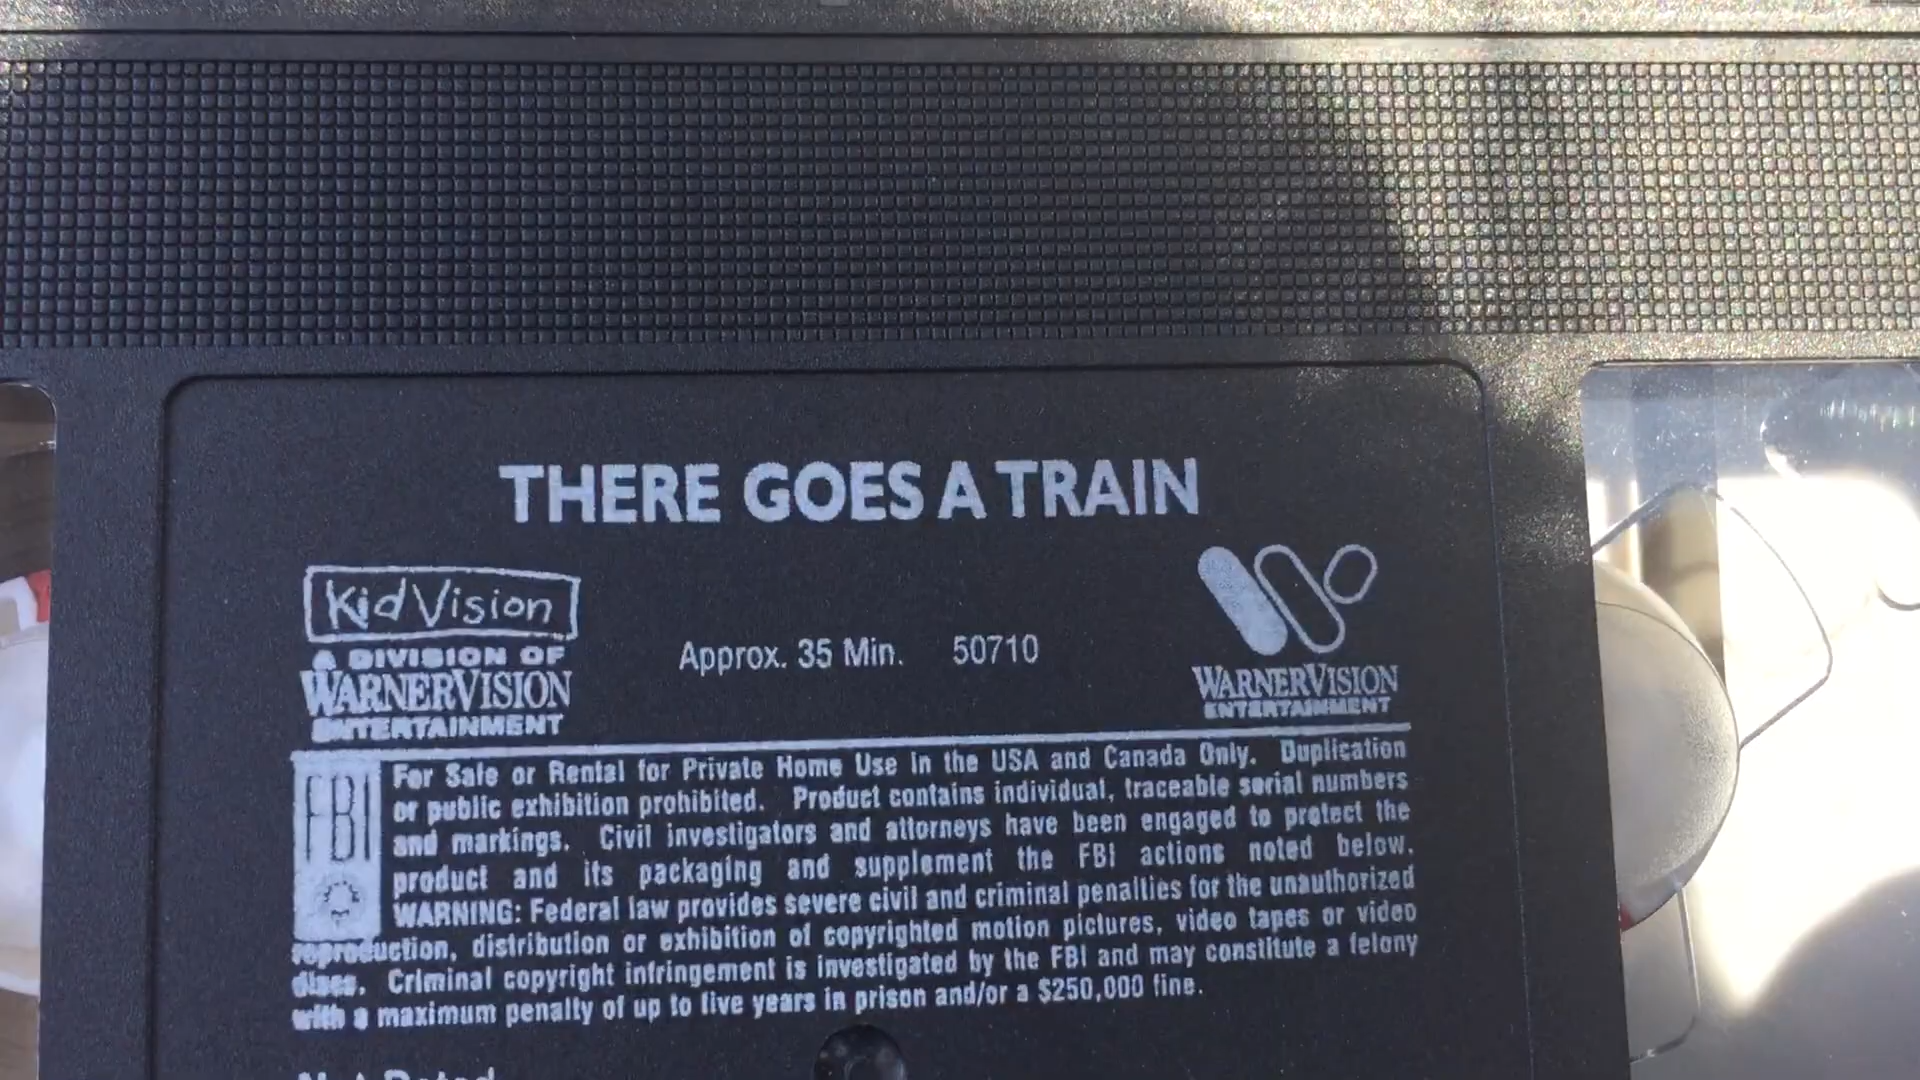 THERE GOES A TRAIN
KidVision
A DIVISION OF
WARNERVISION
ENTERTAINMENT
Approx. 35 Min. 50710
WARNERVISION
ENTERTAINMENT
FBI
For Sale or Rental for Private Home Use in the USA and Canada Only. Duplication
or public exhibition prohibited. Product contains individual, traceable serial numbers
and markings. Civil investigators and attorneys have been engaged to protect the
product and its packaging and supplement the FBI actions noted below.
WARNING: Federal law provides severe civil and criminal penalties for the unauthorized
reproduction, distribution or exhibition of copyrighted motion pictures, video tapes or video
discs. Criminal copyright infringement is investigated by the FBI and may constitute a felony
with a maximum penalty of up to five years in prison and/or a $250,000 fine.
Not Rated